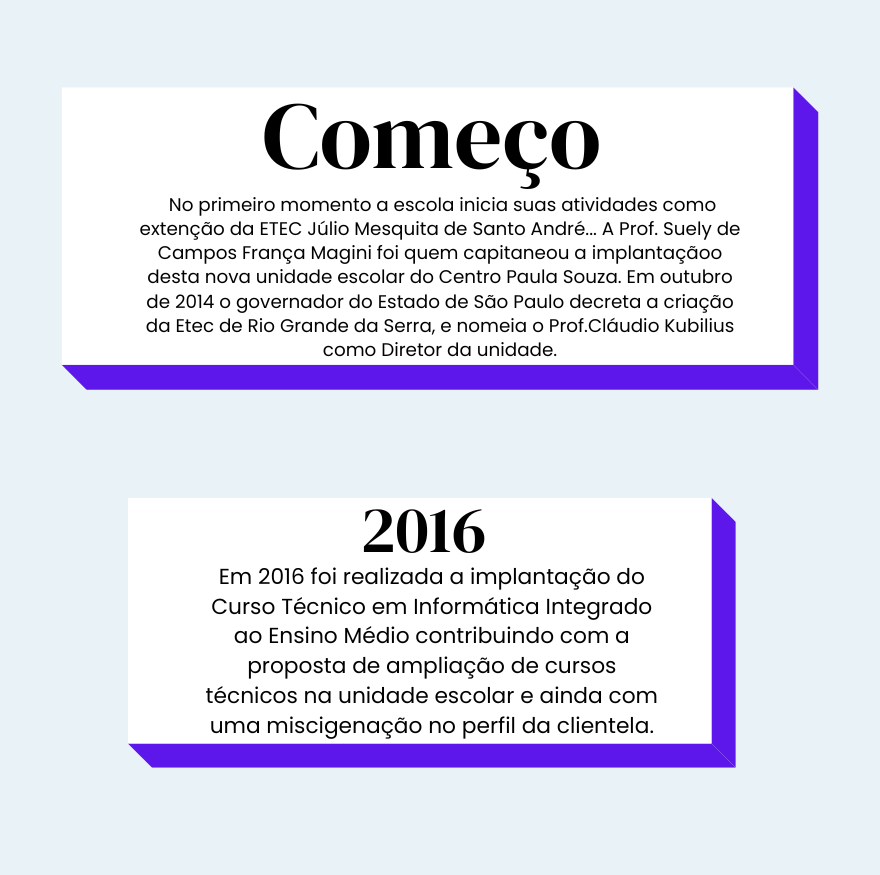 Começo
No primeiro momento a escola inicia suas atividades como
extenção da ETEC Júlio Mesquita de Santo André... A Prof. Suely de
Campos França Magini foi quem capitaneou a implantaçãoo
desta nova unidade escolar do Centro Paula Souza. Em outubro
de 2014 o governador do Estado de São Paulo decreta a criação
da Etec de Rio Grande da Serra, e nomeia o Prof.Cláudio Kubilius
como Diretor da unidade.
2016
Em 2016 foi realizada a implantação do
Curso Técnico em Informática Integrado
ao Ensino Médio contribuindo com a
proposta de ampliação de cursos
técnicos na unidade escolar e ainda com
uma miscigenação no perfil da clientela.